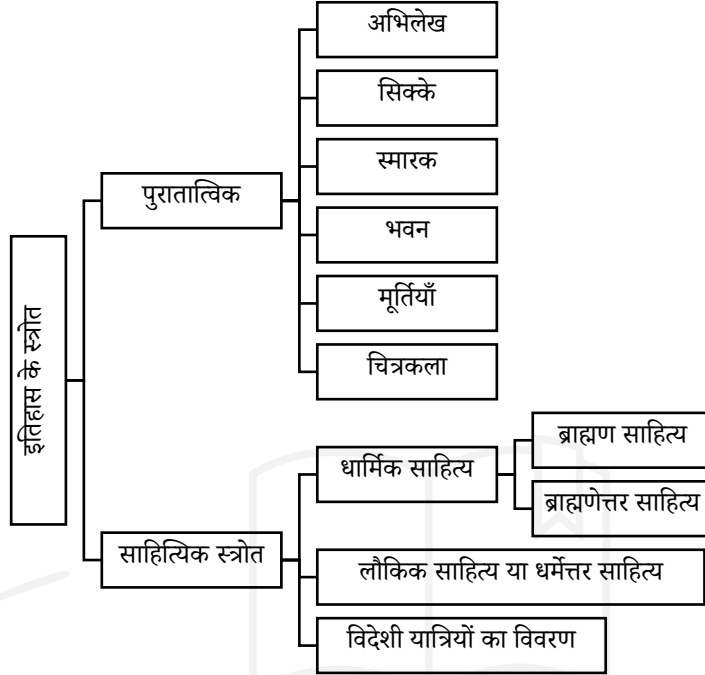 इतिहास के स्त्रोत
पुरातात्विक
अभिलेख
सिक्के
स्मारक
भवन
मूर्तियाँ
चित्रकला
साहित्यिक स्त्रोत
धार्मिक साहित्य
ब्राह्मण साहित्य
ब्राह्मणेत्तर साहित्य
लौकिक साहित्य या धर्मेत्तर साहित्य
विदेशी यात्रियों का विवरण